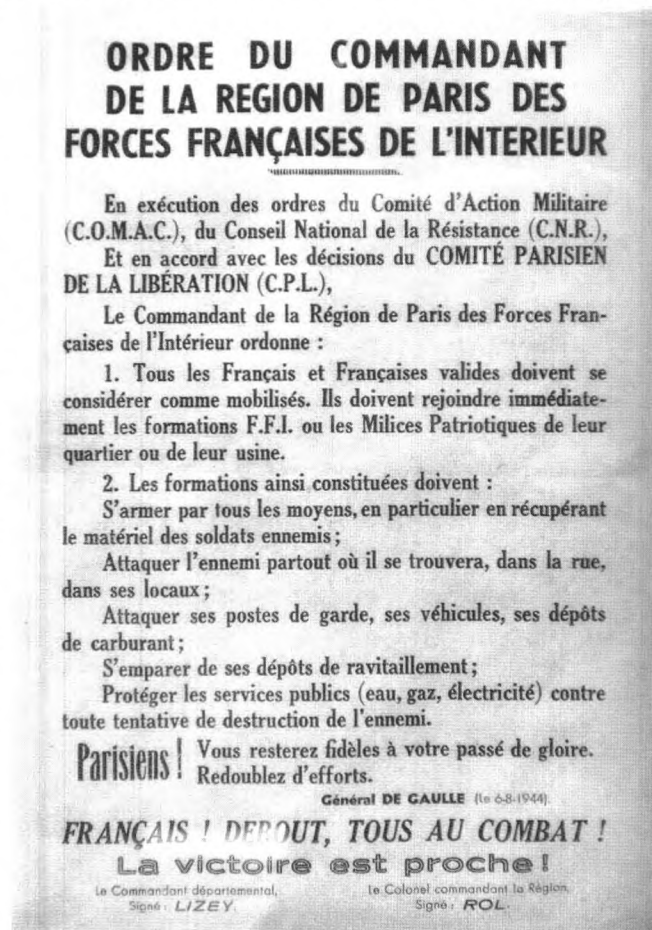 ORDRE DU COMMANDANT
DE LA REGION DE PARIS DES
FORCES FRANÇAISES DE L'INTERIEUR
En exécution des ordres du Comité d'Action Militaire
(C.O.M.A.C.), du Conseil National de la Résistance (C.N.R.),
Et en accord avec les décisions du COMITÉ PARISIEN
DE LA LIBÉRATION (C.P.L.),
Le Commandant de la Région de Paris des Forces Fran-
çaises de l'Intérieur ordonne :
1. Tous les Français et Françaises valides doivent se
considérer comme mobilisés. Ils doivent rejoindre immédiate-
ment les formations F.F.I. ou les Milices Patriotiques de leur
quartier ou de leur usine.
2. Les formations ainsi constituées doivent :
S'armer par tous les moyens, en particulier en récupérant
le matériel des soldats ennemis ;
Attaquer l'ennemi partout où il se trouvera, dans la rue,
dans ses locaux ;
Attaquer ses postes de garde, ses véhicules, ses dépôts
de carburant ;
S'emparer de ses dépôts de ravitaillement ;
Protéger les services publics (eau, gaz, électricité) contre
toute tentative de destruction de l'ennemi.
Parisiens ! Vous resterez fidèles à votre passé de gloire.
Redoublez d'efforts.
Général DE GAULLE (le 6-8-1944).
FRANÇAIS ! DEBOUT, TOUS AU COMBAT !
La victoire est proche !
Le Commandant départemental, Le Colonel commandant la Région,
Signé : LIZEY. Signé : ROL.